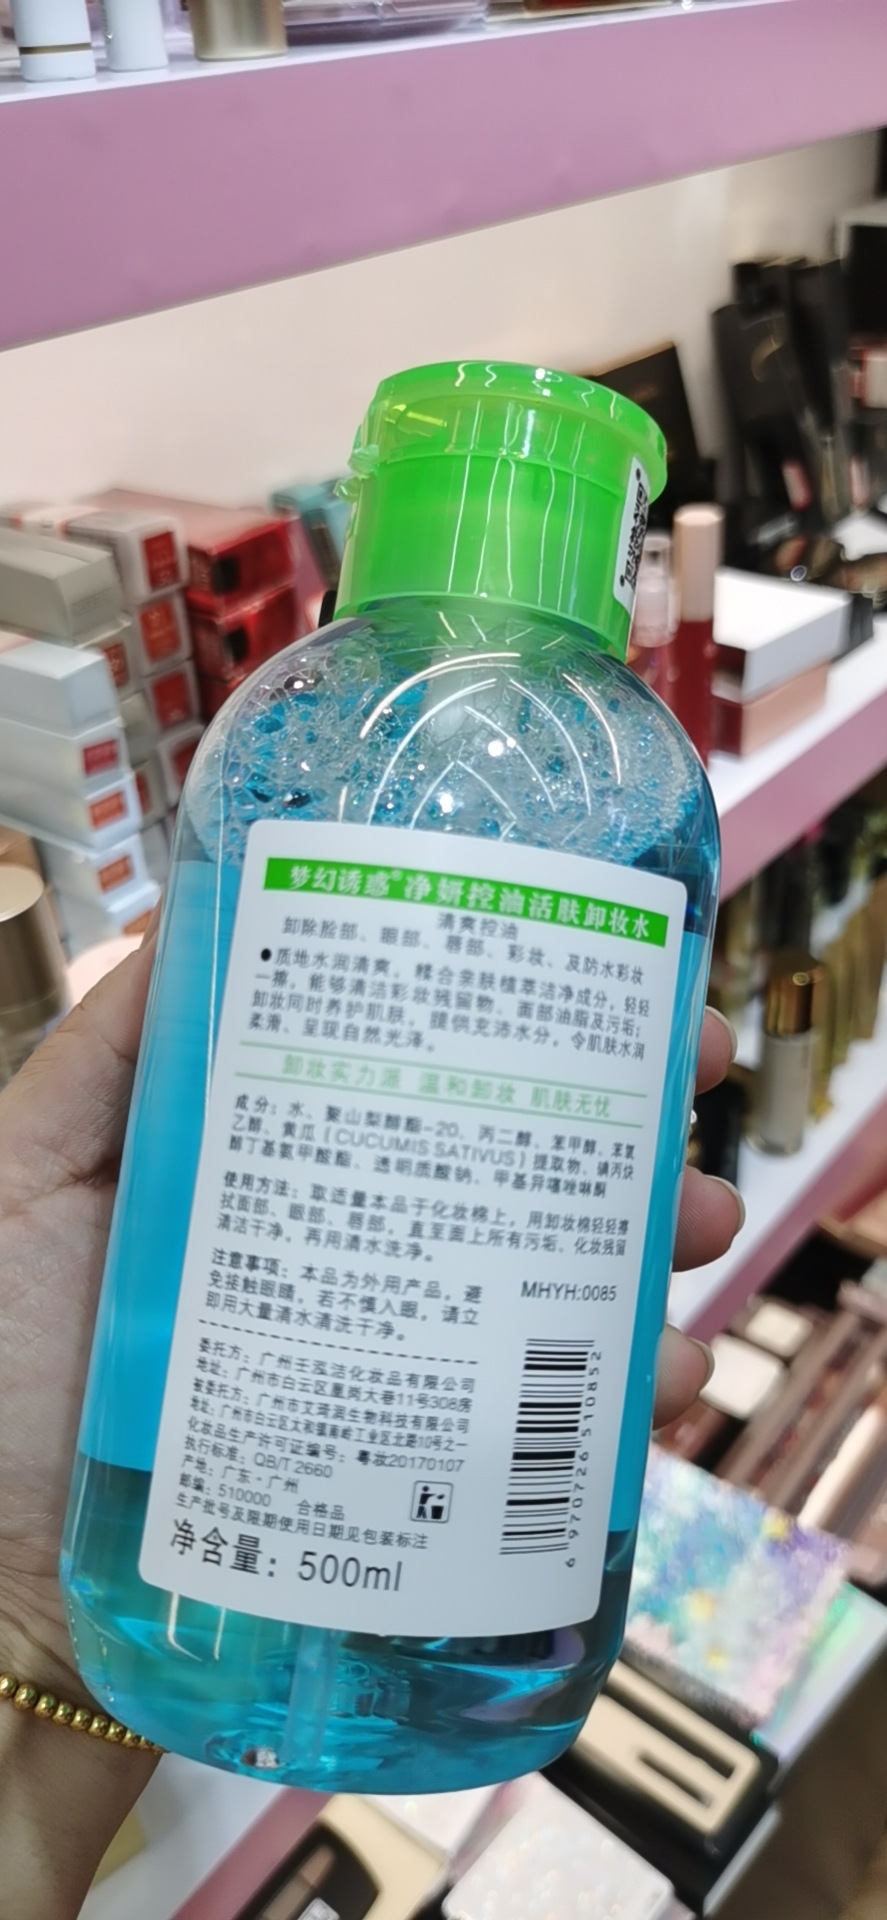 梦幻诱惑®净妍控油活肤卸妆水
清爽控油
卸除脸部、眼部、唇部、彩妆、及防水彩妆
●质地水润清爽，糅合亲肤植萃洁净成分，轻轻
一擦，能够清洁彩妆残留物、面部油脂及污垢；
卸妆同时养护肌肤，提供充沛水分，令肌肤水润
柔滑、呈现自然光泽。
卸妆实力派 温和卸妆 肌肤无忧
成分：水、聚山梨醇酯-20、丙二醇、苯甲醇、苯氧
乙醇、黄瓜（CUCUMIS SATIVUS）提取物、碘丙炔
醇丁基氨甲酸酯、透明质酸钠、甲基异噻唑啉酮
使用方法：取适量本品于化妆棉上，用卸妆棉轻轻擦
拭面部、眼部、唇部，直至面上所有污垢、化妆残留
清洁干净，再用清水洗净。
注意事项：本品为外用产品，避
免接触眼睛，若不慎入眼，请立
即用大量清水清洗干净。
MHYH:0085
委托方：广州壬泓洁化妆品有限公司
地址：广州市白云区凰岗大巷11号308房
被委托方：广州市艾琦润生物科技有限公司
地址：广州市白云区太和镇南岭工业区北路10号之一
化妆品生产许可证编号：粤妆20170107
执行标准：QB/T 2660
产地：广东·广州
邮编：510000 合格品
生产批号及限期使用日期见包装标注
净含量：500ml
6 970726 510852